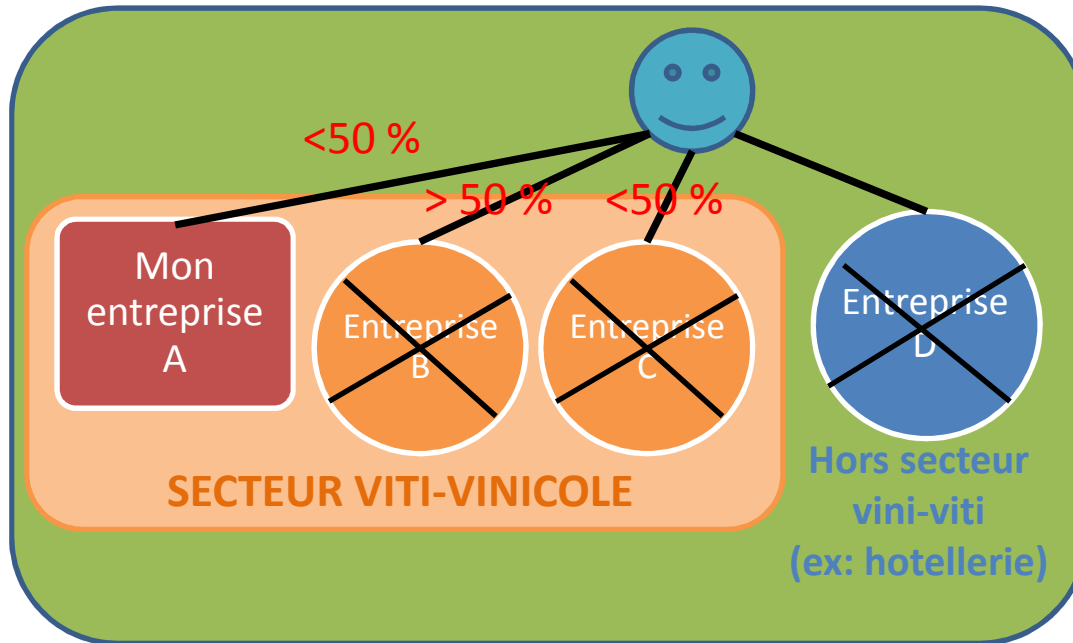 <50 %
> 50 %
<50 %
Mon
entreprise
A
Entreprise
B
Entreprise
C
Entreprise
D
SECTEUR VITI-VINICOLE
Hors secteur
vini-viti
(ex: hotellerie)